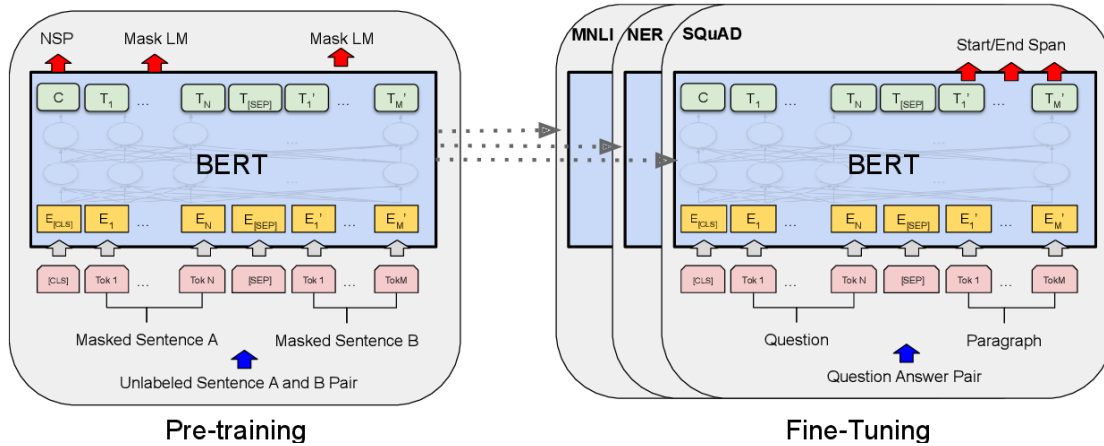 NSP Mask LM Mask LM
C T1 ... TN T[SEP] T1' ... TM'
...
BERT
...
E[CLS] E1 ... EN E[SEP] E1' ... EM'
[CLS] Tok 1 ... Tok N [SEP] Tok 1 ... TokM
Masked Sentence A Masked Sentence B
Unlabeled Sentence A and B Pair
Pre-training
MNLI NER SQuAD
Start/End Span
C T1 ... TN T[SEP] T1' ... TM'
...
BERT
...
E[CLS] E1 ... EN E[SEP] E1' ... EM'
[CLS] Tok 1 ... Tok N [SEP] Tok 1 ... TokM
Question Paragraph
Question Answer Pair
Fine-Tuning